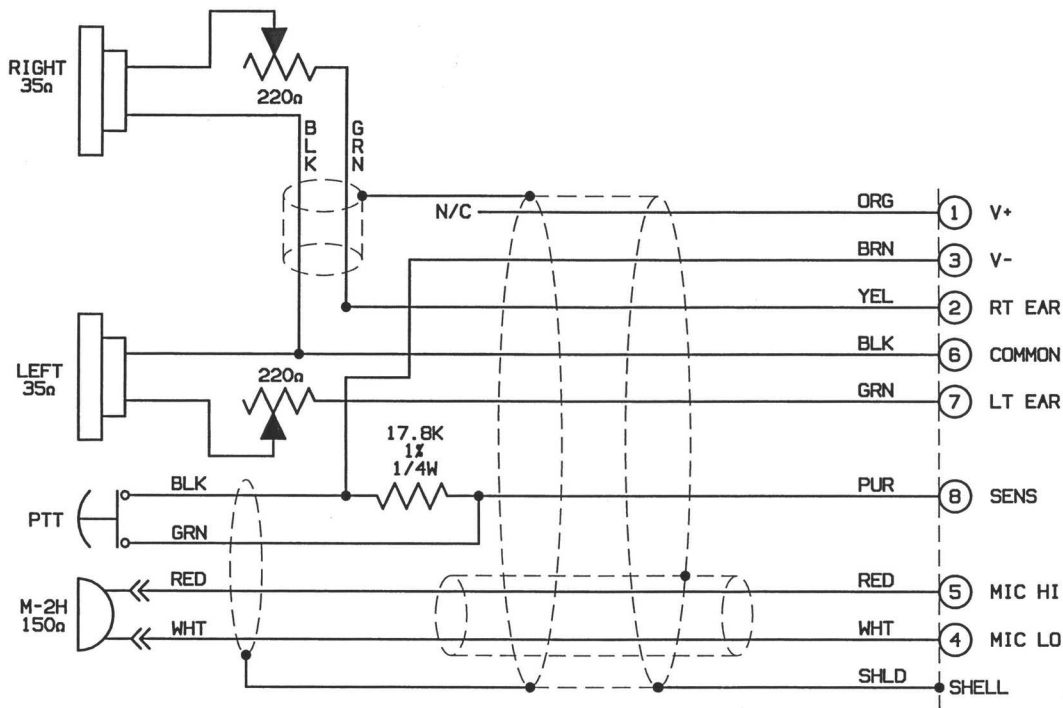 RIGHT
35Ω
220Ω
BLK
GRN
N/C
ORG
1 V+
BRN
3 V-
YEL
2 RT EAR
BLK
6 COMMON
LEFT
35Ω
220Ω
GRN
7 LT EAR
17.8K
1%
1/4W
BLK
PUR
8 SENS
PTT
GRN
RED
RED
5 MIC HI
M-2H
150Ω
WHT
WHT
4 MIC LO
SHLD
SHELL